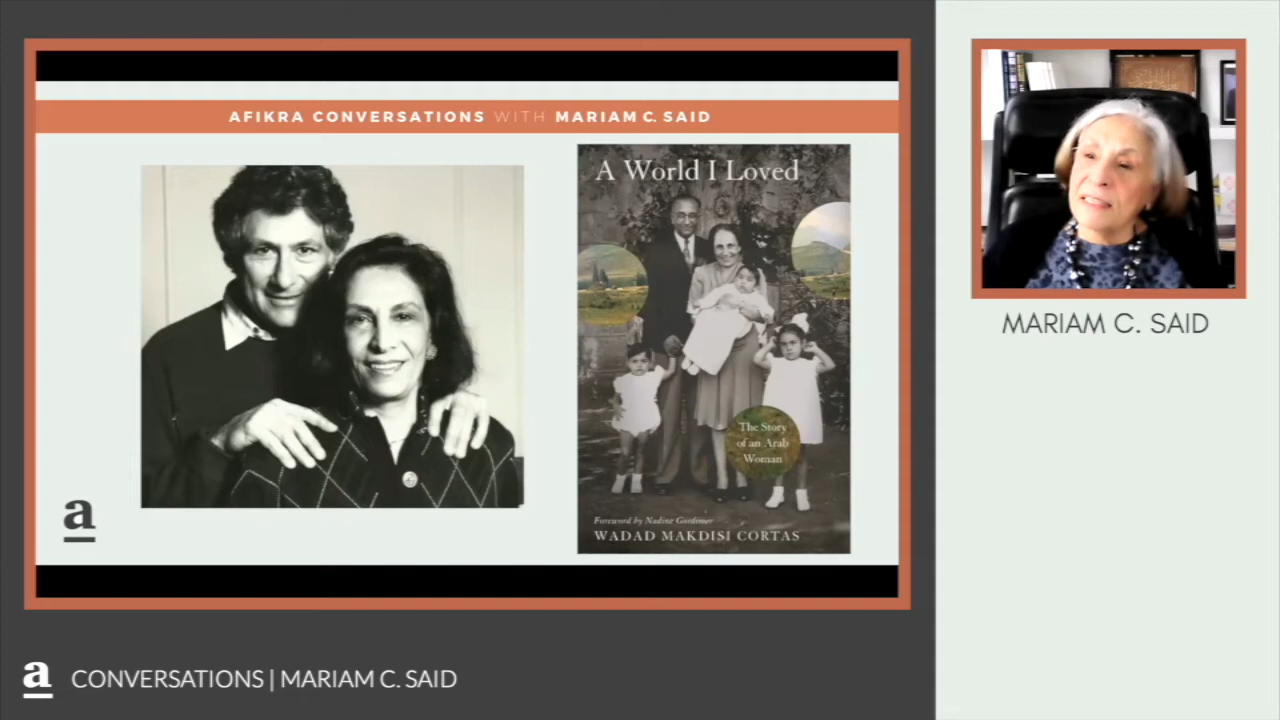 AFIKRA CONVERSATIONS WITH MARIAM C. SAID
A World I Loved
The Story
of an Arab
Woman
Foreword by Nadine Gordimer
WADAD MAKDISI CORTAS
a
MARIAM C. SAID
a CONVERSATIONS | MARIAM C. SAID